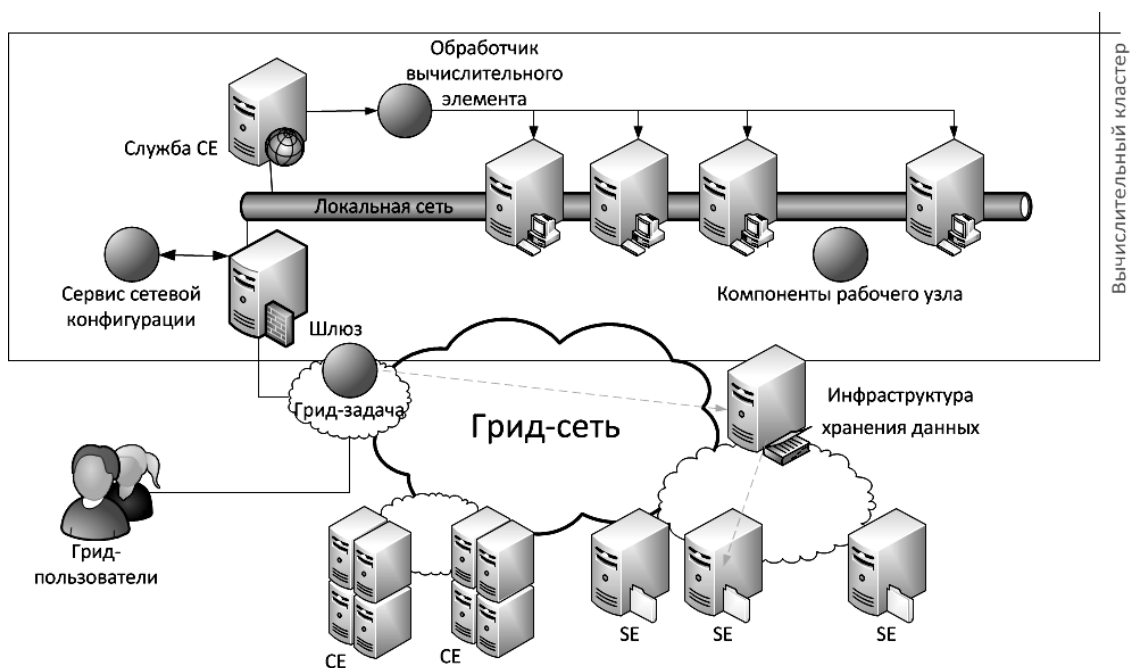 Обработчик
вычислительного
элемента
Служба CE
Вычислительный кластер
Локальная сеть
Сервис сетевой
конфигурации
Компоненты рабочего узла
Шлюз
Грид-задача
Грид-сеть
Инфраструктура
хранения данных
Грид-
пользователи
CE
CE
SE
SE
SE